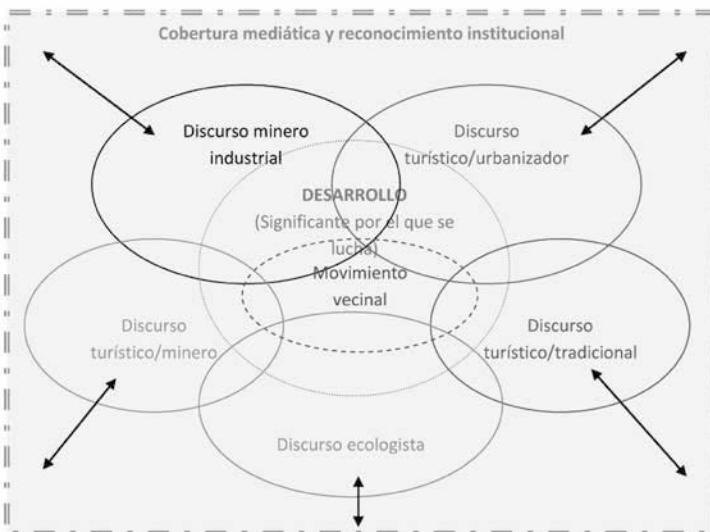 Cobertura mediática y reconocimiento institucional
Discurso minero
industrial
Discurso
turístico/urbanizador
DESARROLLO
(Significante por el que se
lucha)
Movimiento
vecinal
Discurso
turístico/minero
Discurso
turístico/tradicional
Discurso ecologista